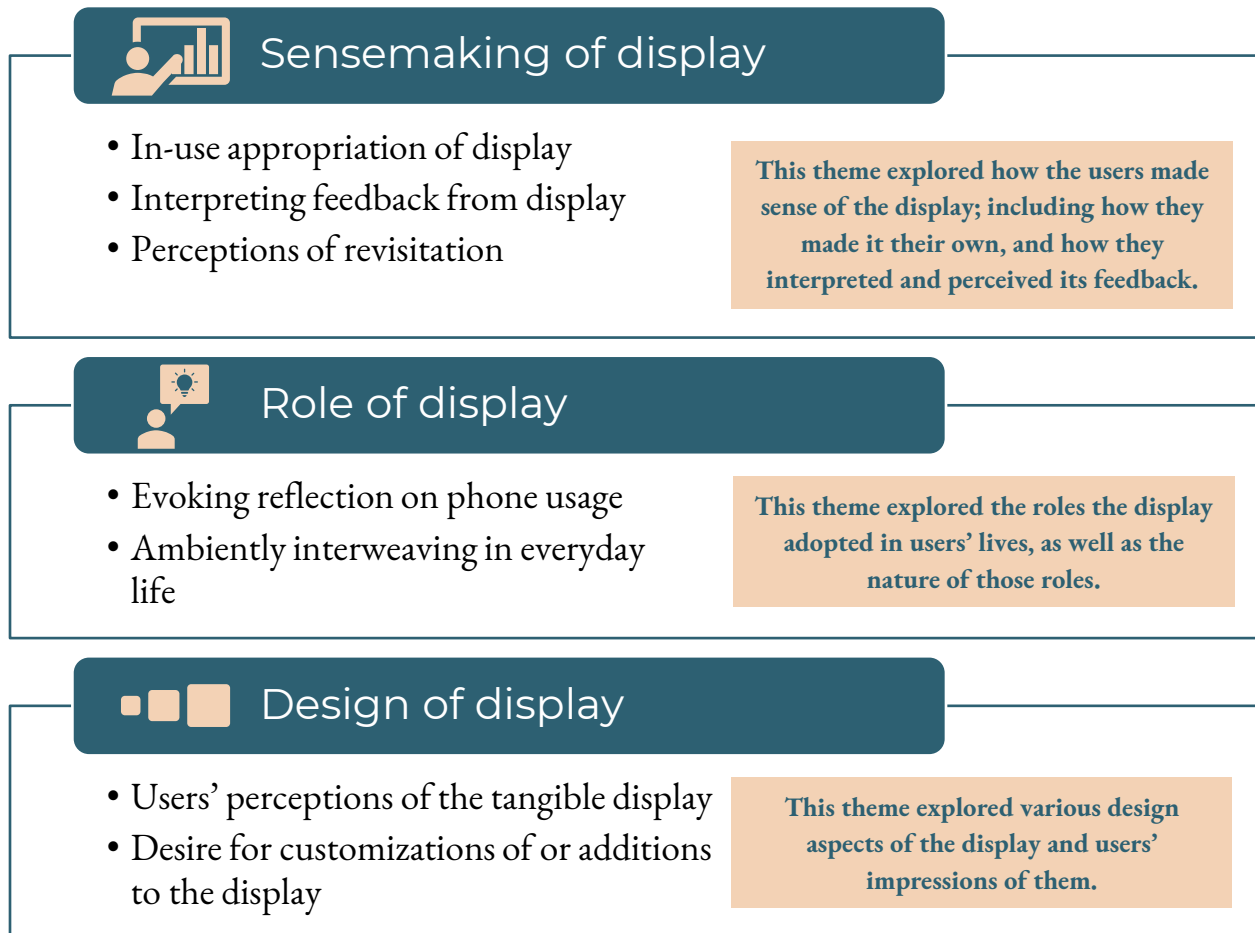 Sensemaking of display
• In-use appropriation of display
• Interpreting feedback from display
• Perceptions of revisitation
This theme explored how the users made
sense of the display; including how they
made it their own, and how they
interpreted and perceived its feedback.
Role of display
• Evoking reflection on phone usage
• Ambiently interweaving in everyday
life
This theme explored the roles the display
adopted in users’ lives, as well as the
nature of those roles.
Design of display
• Users’ perceptions of the tangible display
• Desire for customizations of or additions
to the display
This theme explored various design
aspects of the display and users’
impressions of them.